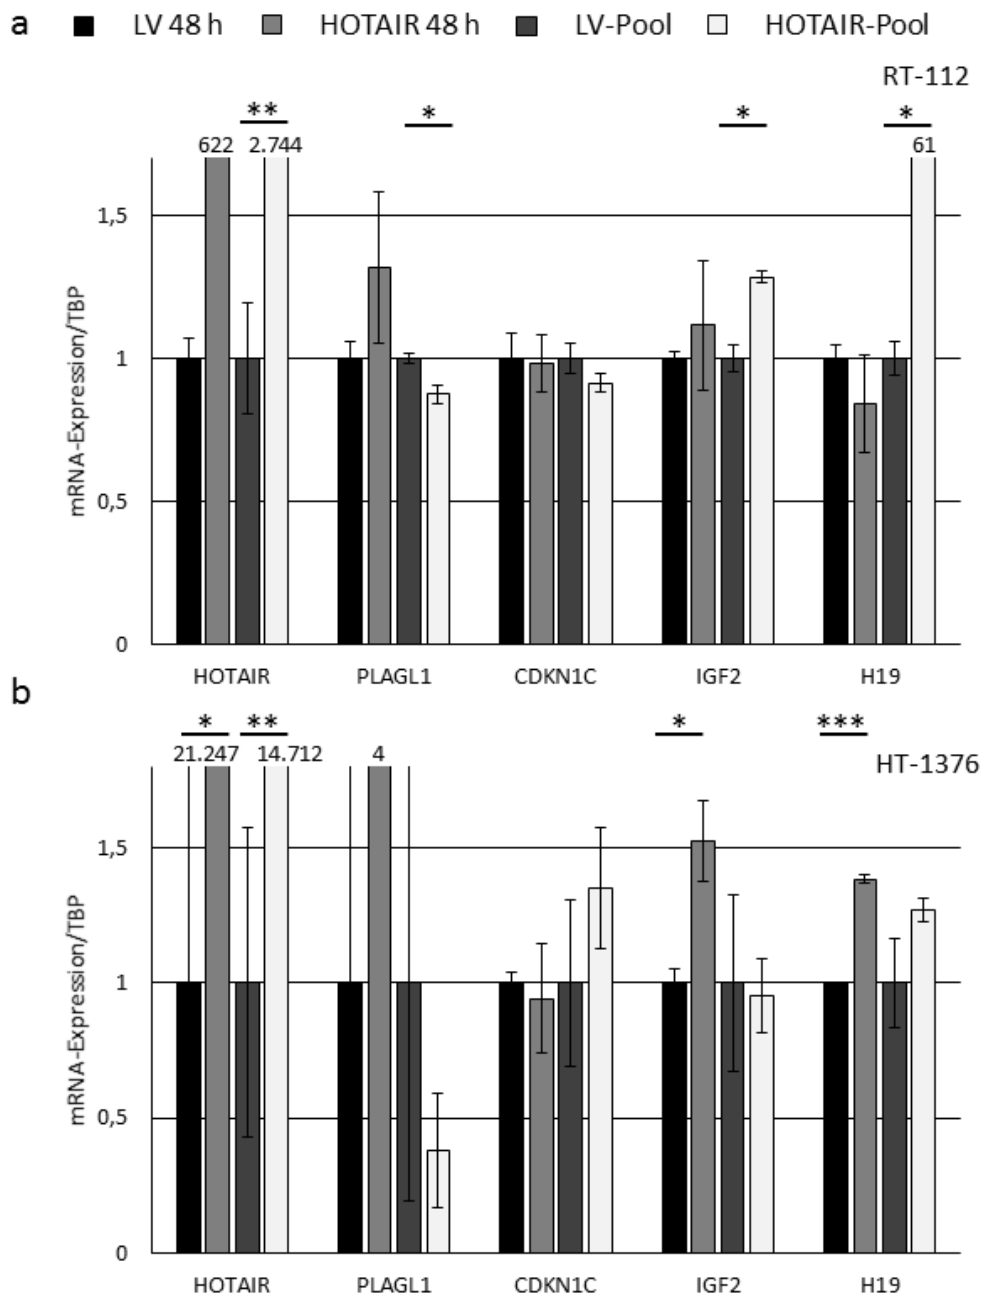 a LV 48 h HOTAIR 48 h LV-Pool HOTAIR-Pool
RT-112
** * * *
622 2.744 61
1,5
1
0,5
0
mRNA-Expression/TBP
HOTAIR PLAGL1 CDKN1C IGF2 H19
b
* ** * ***
21.247 14.712 4
HT-1376
1,5
1
0,5
0
mRNA-Expression/TBP
HOTAIR PLAGL1 CDKN1C IGF2 H19